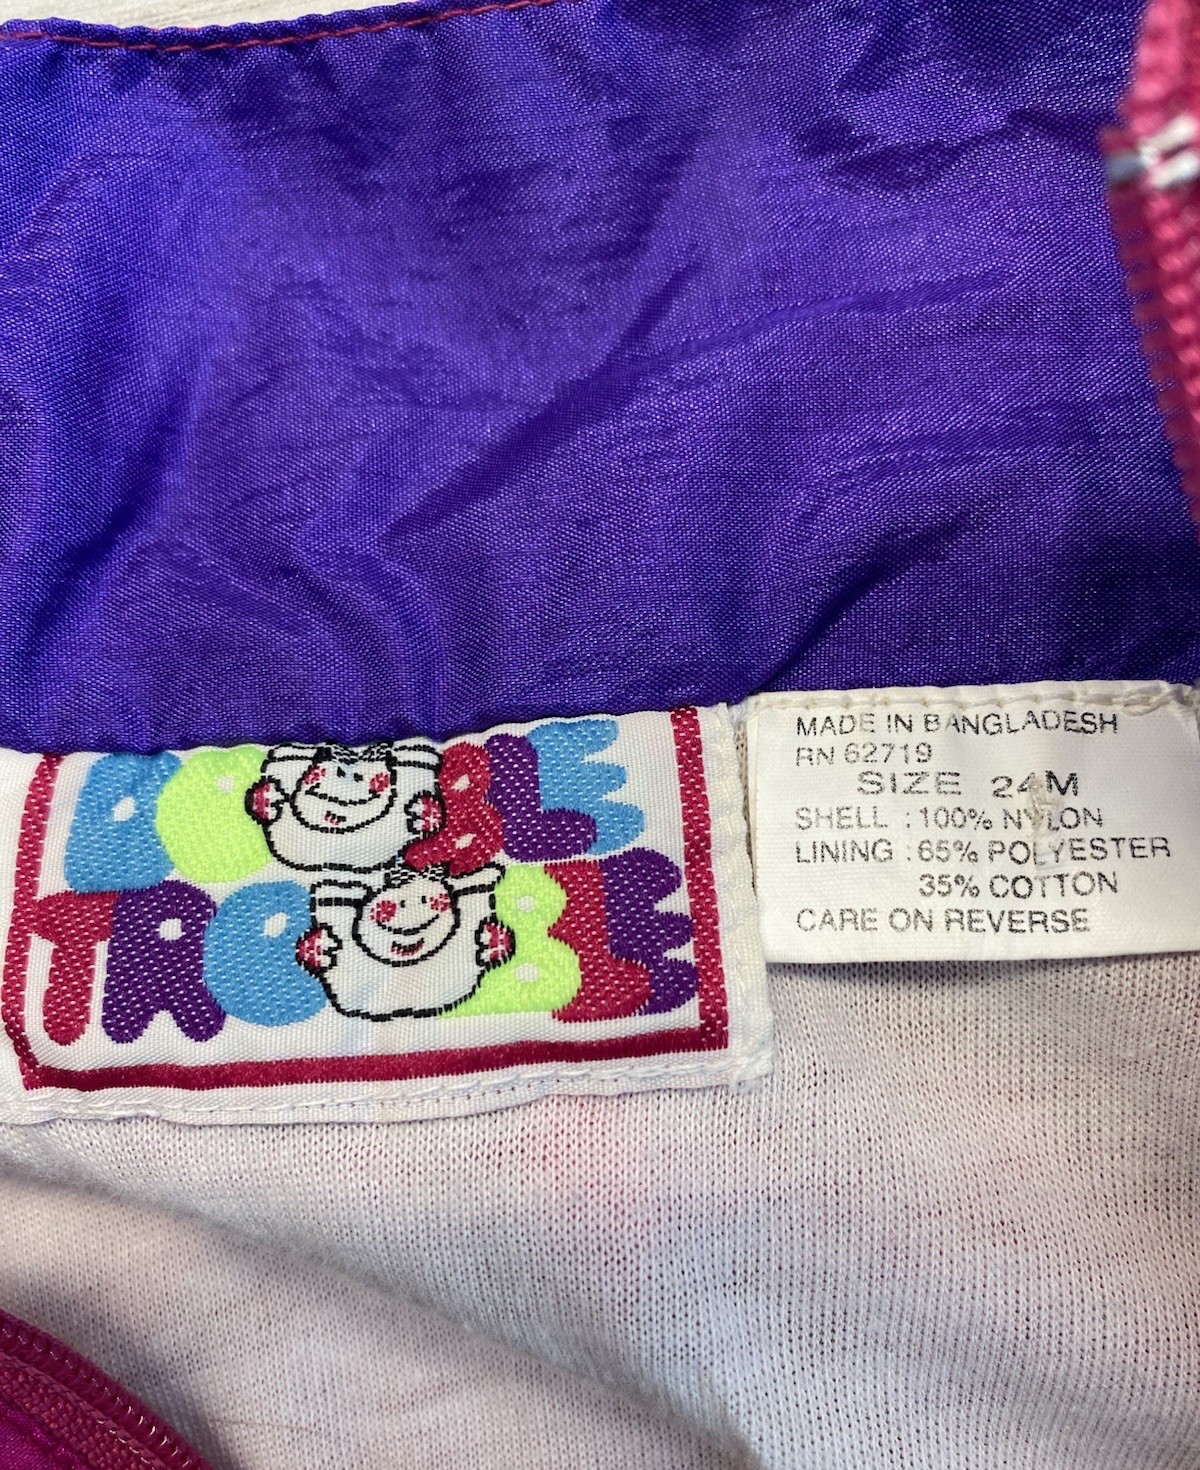 DOUBLE
TROUBLE
MADE IN BANGLADESH
RN 62719
SIZE 24M
SHELL : 100% NYLON
LINING : 65% POLYESTER
35% COTTON
CARE ON REVERSE